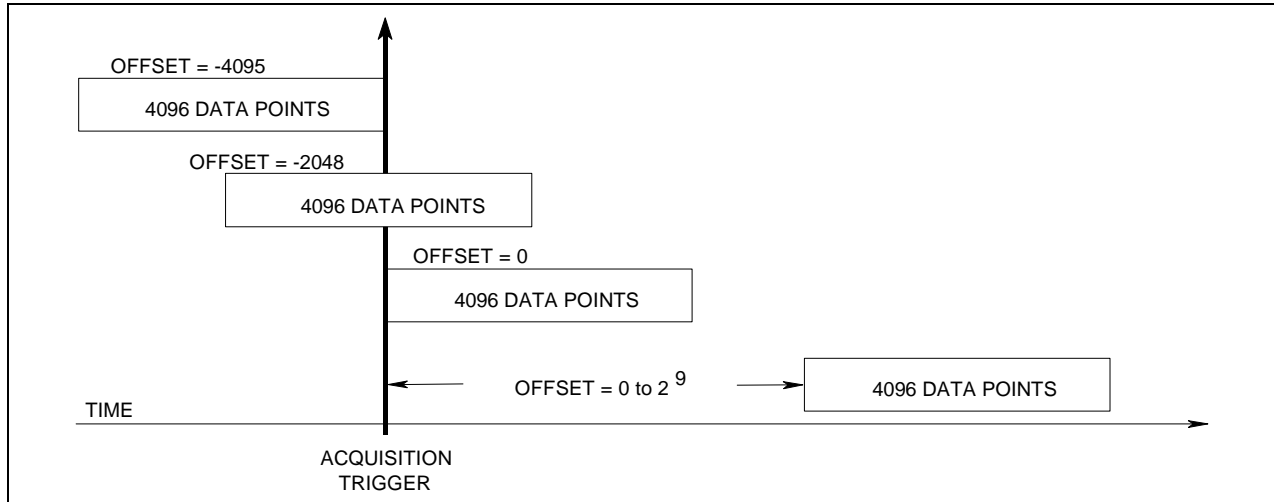 OFFSET = -4095
4096 DATA POINTS
OFFSET = -2048
4096 DATA POINTS
OFFSET = 0
4096 DATA POINTS
OFFSET = 0 to 2 9
4096 DATA POINTS
TIME
ACQUISITION
TRIGGER